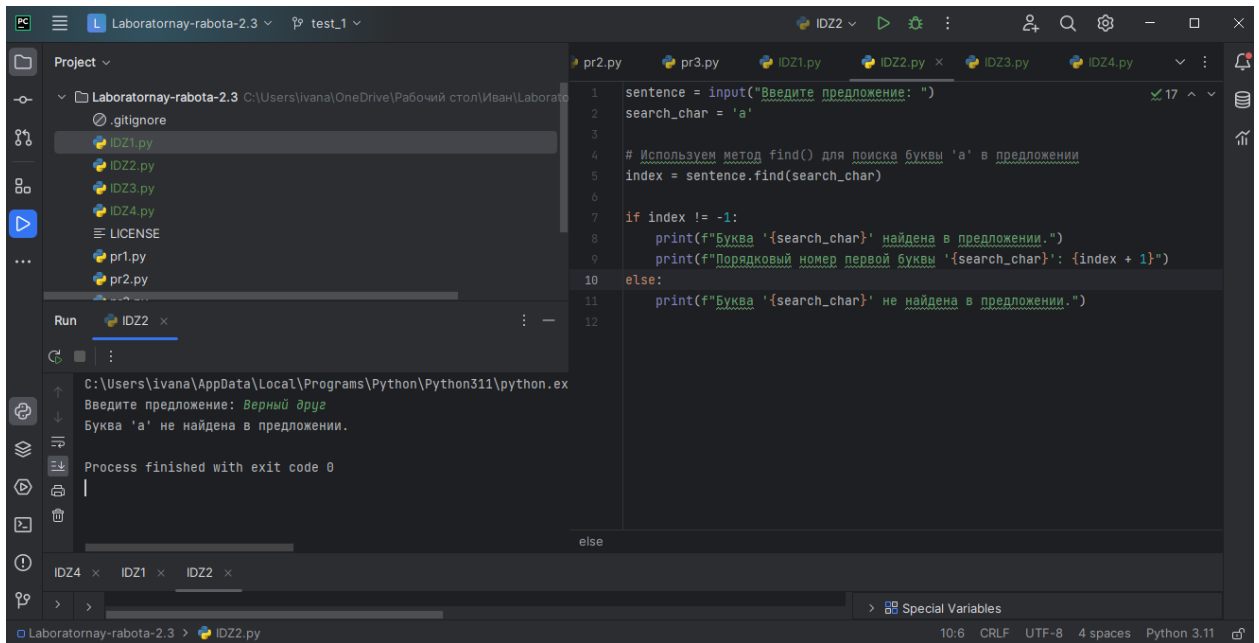 PC L Laboratornay-rabota-2.3 test_1 IDZ2
Project
Laboratornay-rabota-2.3 C:\Users\ivana\OneDrive\Рабочий стол\Иван\Laborato
.gitignore
IDZ1.py
IDZ2.py
IDZ3.py
IDZ4.py
LICENSE
pr1.py
pr2.py
pr2.py pr3.py IDZ1.py IDZ2.py IDZ3.py IDZ4.py
17
1 sentence = input("Введите предложение: ")
2 search_char = 'а'
3
4 # Используем метод find() для поиска буквы 'а' в предложении
5 index = sentence.find(search_char)
6
7 if index != -1:
8 print(f"Буква '{search_char}' найдена в предложении.")
9 print(f"Порядковый номер первой буквы '{search_char}': {index + 1}")
10 else:
11 print(f"Буква '{search_char}' не найдена в предложении.")
12
else
Run IDZ2
C:\Users\ivana\AppData\Local\Programs\Python\Python311\python.ex
Введите предложение: Верный друг
Буква 'а' не найдена в предложении.
Process finished with exit code 0
IDZ4 IDZ1 IDZ2
Special Variables
Laboratornay-rabota-2.3 > IDZ2.py 10:6 CRLF UTF-8 4 spaces Python 3.11